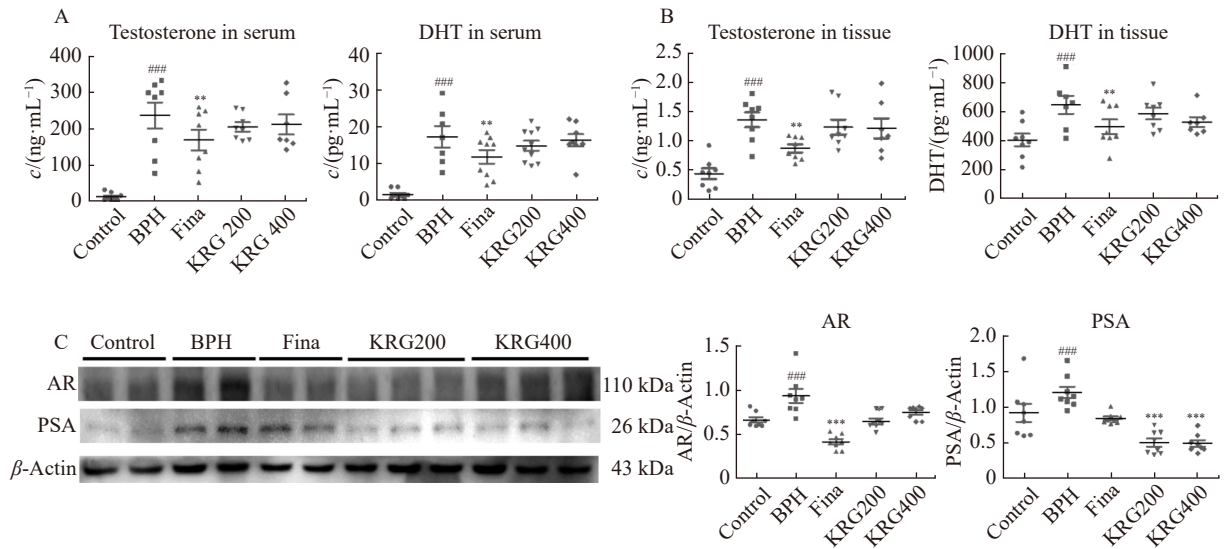 A
Testosterone in serum
c/(ng·mL⁻¹)
400
300
200
100
0
###
**
Control
BPH
Fina
KRG 200
KRG 400
DHT in serum
c/(pg·mL⁻¹)
40
30
20
10
0
###
**
Control
BPH
Fina
KRG200
KRG400
B
Testosterone in tissue
c/(ng·mL⁻¹)
2.5
2.0
1.5
1.0
0.5
0
###
**
Control
BPH
Fina
KRG200
KRG400
DHT in tissue
DHT/(pg·mL⁻¹)
1000
800
600
400
200
0
###
**
Control
BPH
Fina
KRG200
KRG400
C
Control BPH Fina KRG200 KRG400
AR 110 kDa
PSA 26 kDa
β-Actin 43 kDa
AR
AR/β-Actin
1.5
1.0
0.5
0
###
***
Control
BPH
Fina
KRG200
KRG400
PSA
PSA/β-Actin
2.0
1.5
1.0
0.5
0
###
***
***
Control
BPH
Fina
KRG200
KRG400